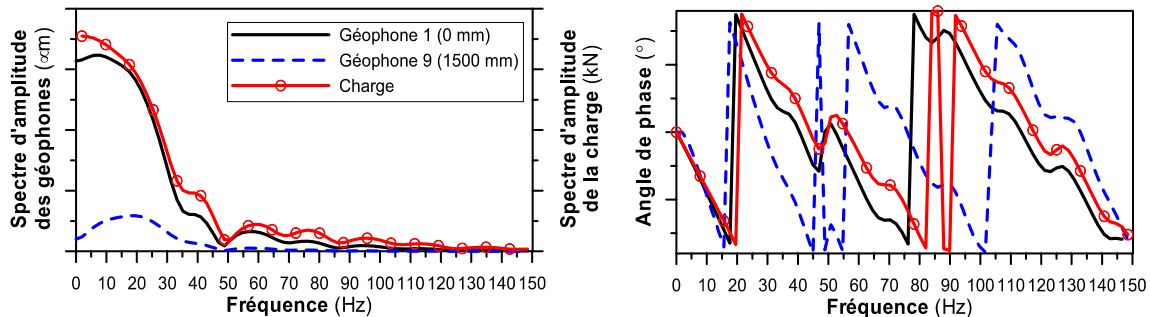 Spectre d'amplitude
des géophones (∝m)
Géophone 1 (0 mm)
Géophone 9 (1500 mm)
Charge
0 10 20 30 40 50 60 70 80 90 100 110 120 130 140 150
Fréquence (Hz)
Spectre d'amplitude
de la charge (kN)
Angle de phase (°)
0 10 20 30 40 50 60 70 80 90 100 110 120 130 140 150
Fréquence (Hz)